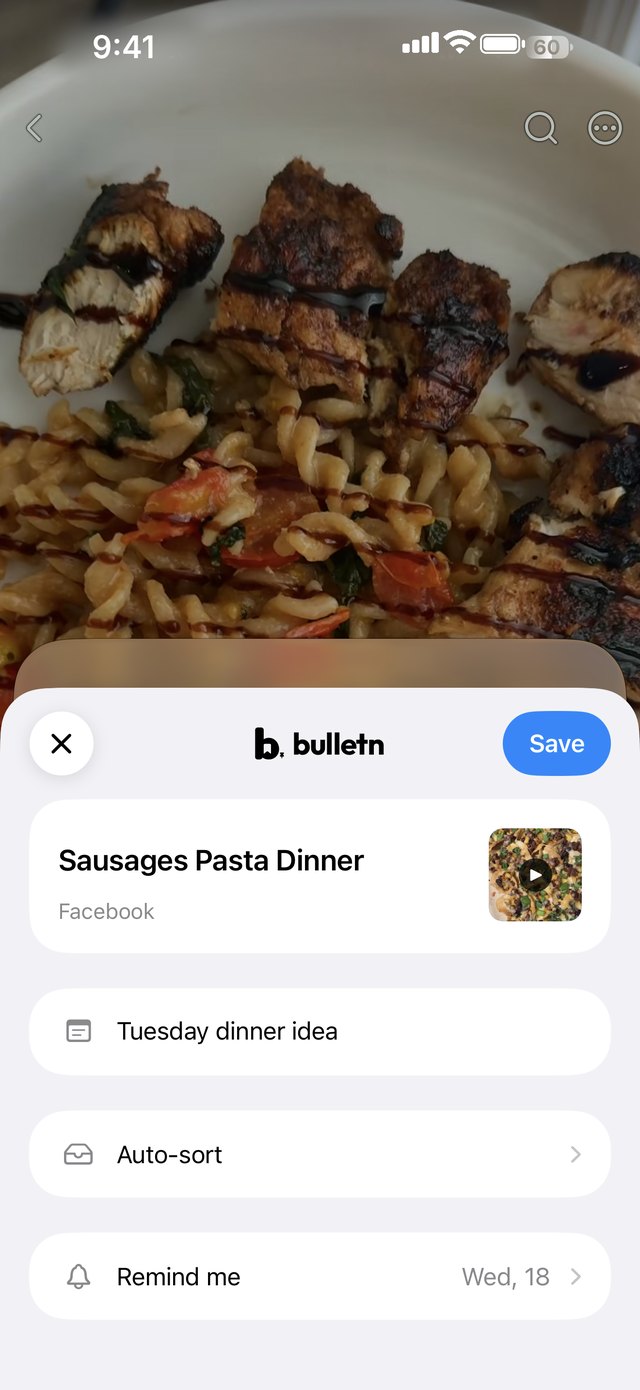 9:41
60
b. bulletn
Save
Sausages Pasta Dinner
Facebook
Tuesday dinner idea
Auto-sort
Remind me
Wed, 18